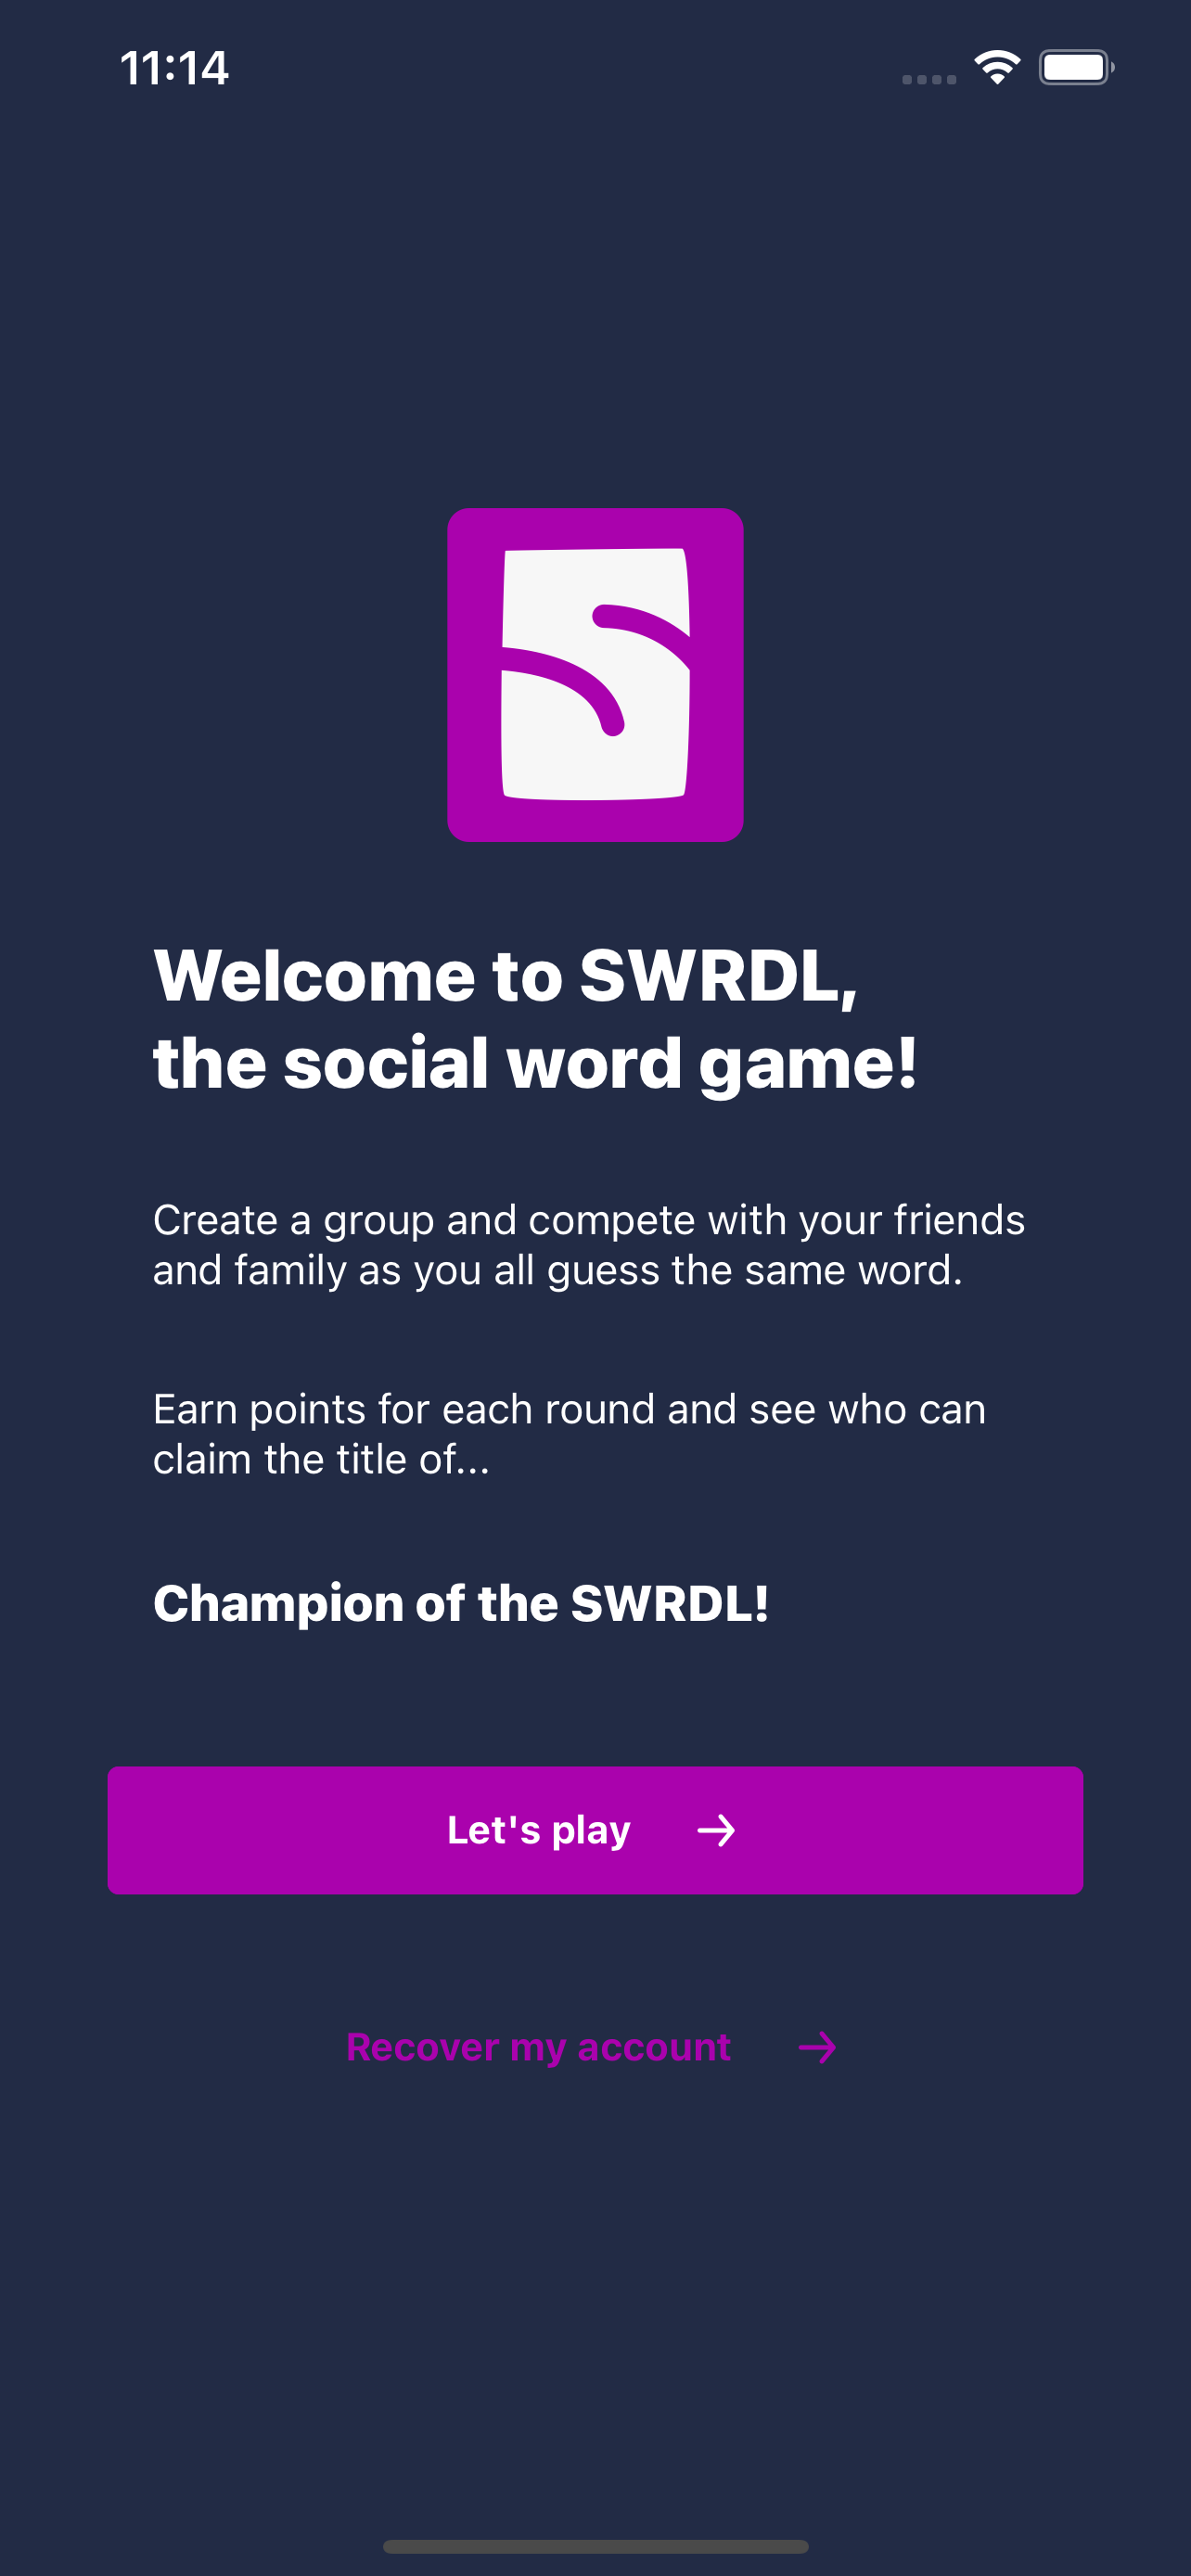 11:14
Welcome to SWRDL,
the social word game!
Create a group and compete with your friends
and family as you all guess the same word.
Earn points for each round and see who can
claim the title of...
Champion of the SWRDL!
Let's play
Recover my account